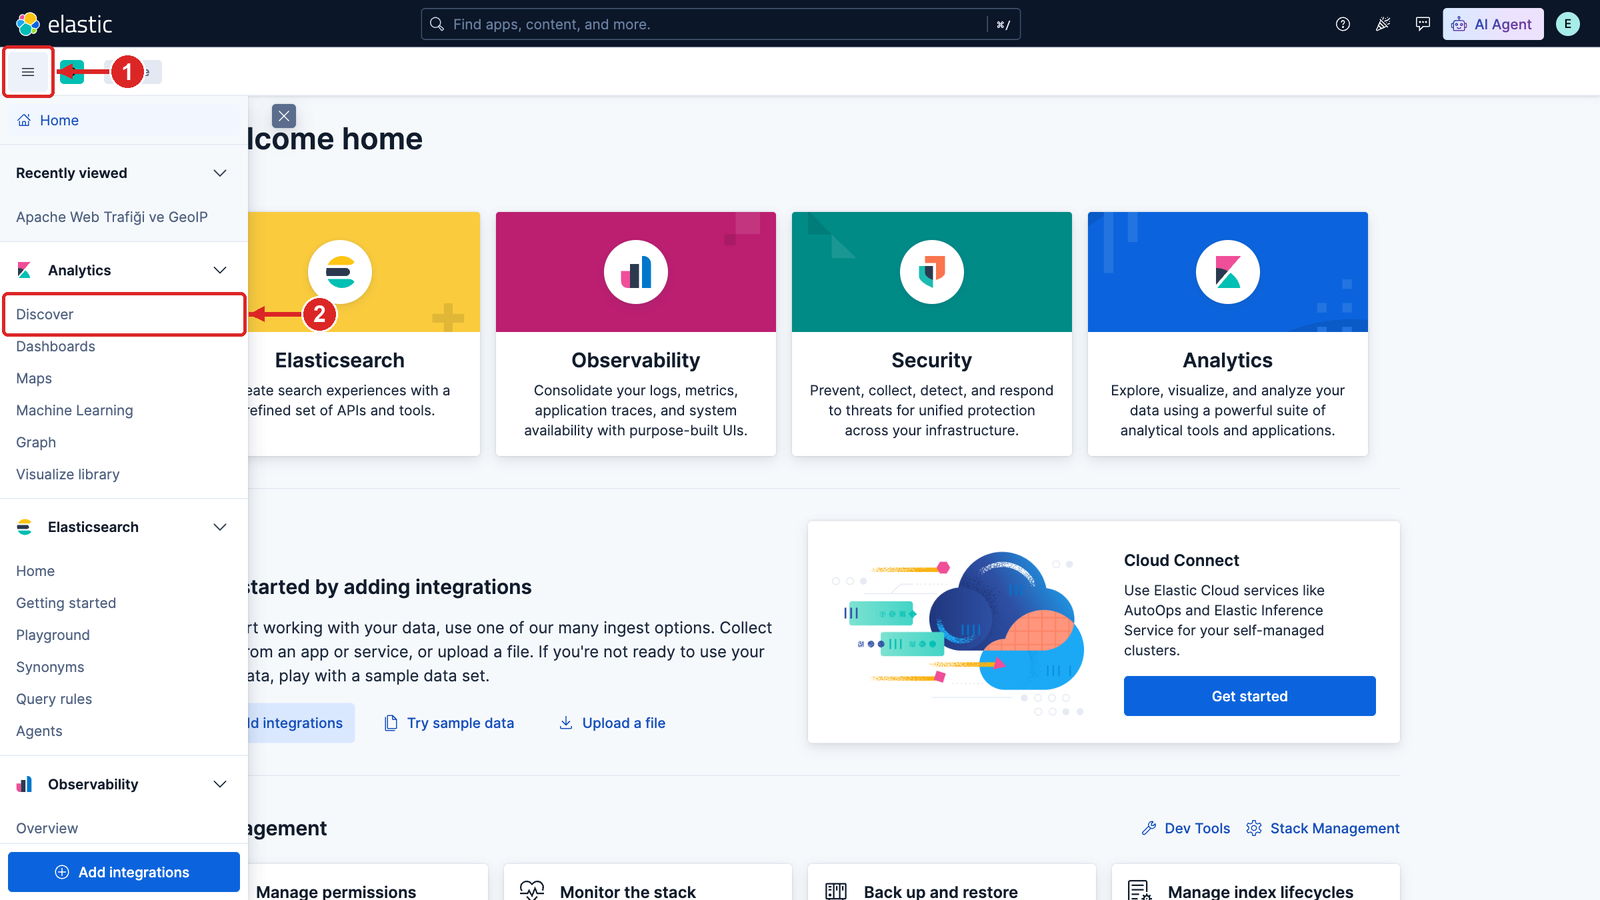 elastic
Find apps, content, and more.
⌘/
AI Agent
E
1
e
Home
lcome home
Recently viewed
Apache Web Trafiği ve GeoIP
Analytics
Discover
2
Dashboards
Maps
Machine Learning
Graph
Visualize library
Elasticsearch
eate search experiences with a
refined set of APIs and tools.
Observability
Consolidate your logs, metrics,
application traces, and system
availability with purpose-built UIs.
Security
Prevent, collect, detect, and respond
to threats for unified protection
across your infrastructure.
Analytics
Explore, visualize, and analyze your
data using a powerful suite of
analytical tools and applications.
Elasticsearch
Home
Getting started
Playground
Synonyms
Query rules
Agents
Observability
Overview
Add integrations
started by adding integrations
rt working with your data, use one of our many ingest options. Collect
rom an app or service, or upload a file. If you're not ready to use your
ata, play with a sample data set.
dd integrations
Try sample data
Upload a file
Cloud Connect
Use Elastic Cloud services like
AutoOps and Elastic Inference
Service for your self-managed
clusters.
Get started
agement
Dev Tools
Stack Management
Manage permissions
Monitor the stack
Back up and restore
Manage index lifecycles